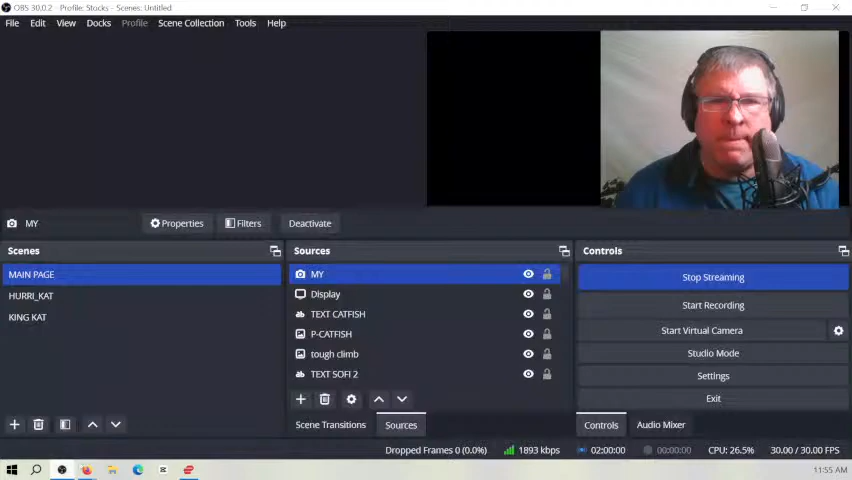 OBS 30.0.2 - Profile: Stocks - Scenes: Untitled
File Edit View Docks Profile Scene Collection Tools Help
MY Properties Filters Deactivate
Scenes
MAIN PAGE
HURRI_KAT
KING KAT
Sources
MY
Display
TEXT CATFISH
P-CATFISH
tough climb
TEXT SOFI 2
Scene Transitions Sources
Controls
Stop Streaming
Start Recording
Start Virtual Camera
Studio Mode
Settings
Exit
Controls Audio Mixer
Dropped Frames 0 (0.0%) 1893 kbps 02:00:00 00:00:00 CPU: 26.5% 30.00 / 30.00 FPS
11:55 AM